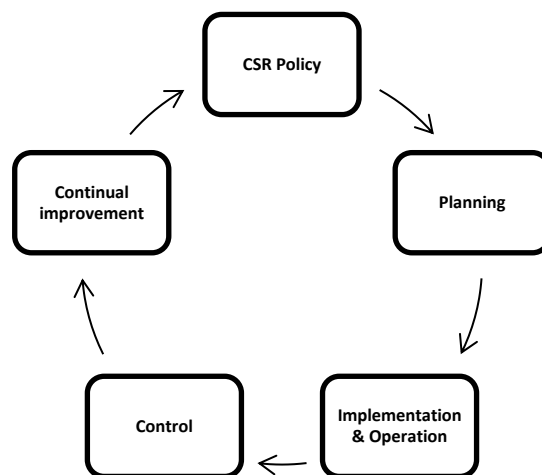 CSR Policy
Planning
Implementation
& Operation
Control
Continual
improvement